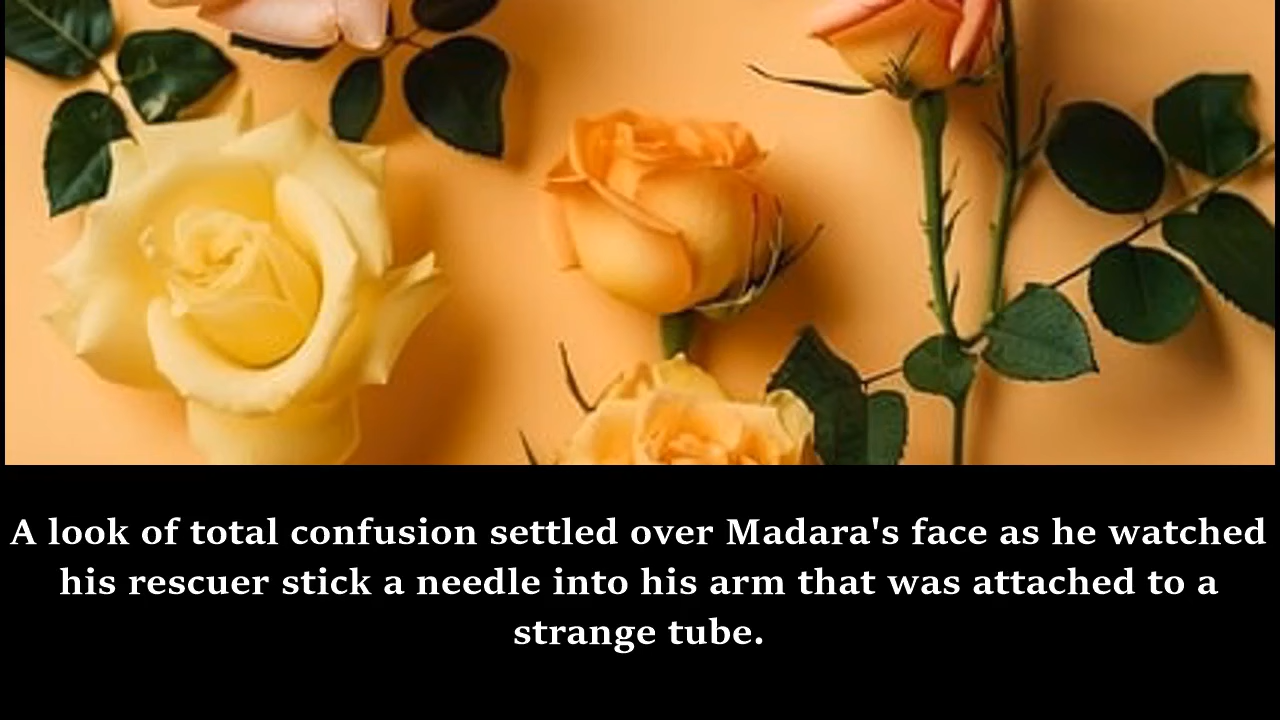 A look of total confusion settled over Madara's face as he watched
his rescuer stick a needle into his arm that was attached to a
strange tube.